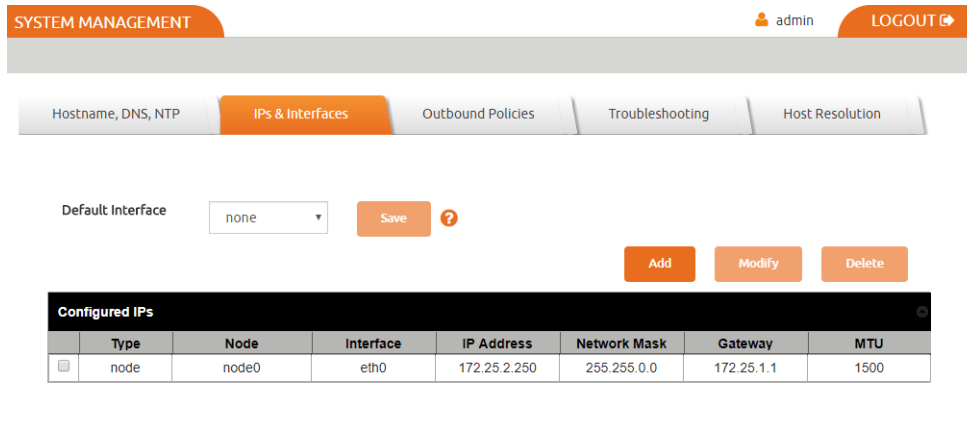 SYSTEM MANAGEMENT admin LOGOUT
Hostname, DNS, NTP IPs & Interfaces Outbound Policies Troubleshooting Host Resolution
Default Interface none Save ?
Add Modify Delete
Configured IPs
Type Node Interface IP Address Network Mask Gateway MTU
node node0 eth0 172.25.2.250 255.255.0.0 172.25.1.1 1500